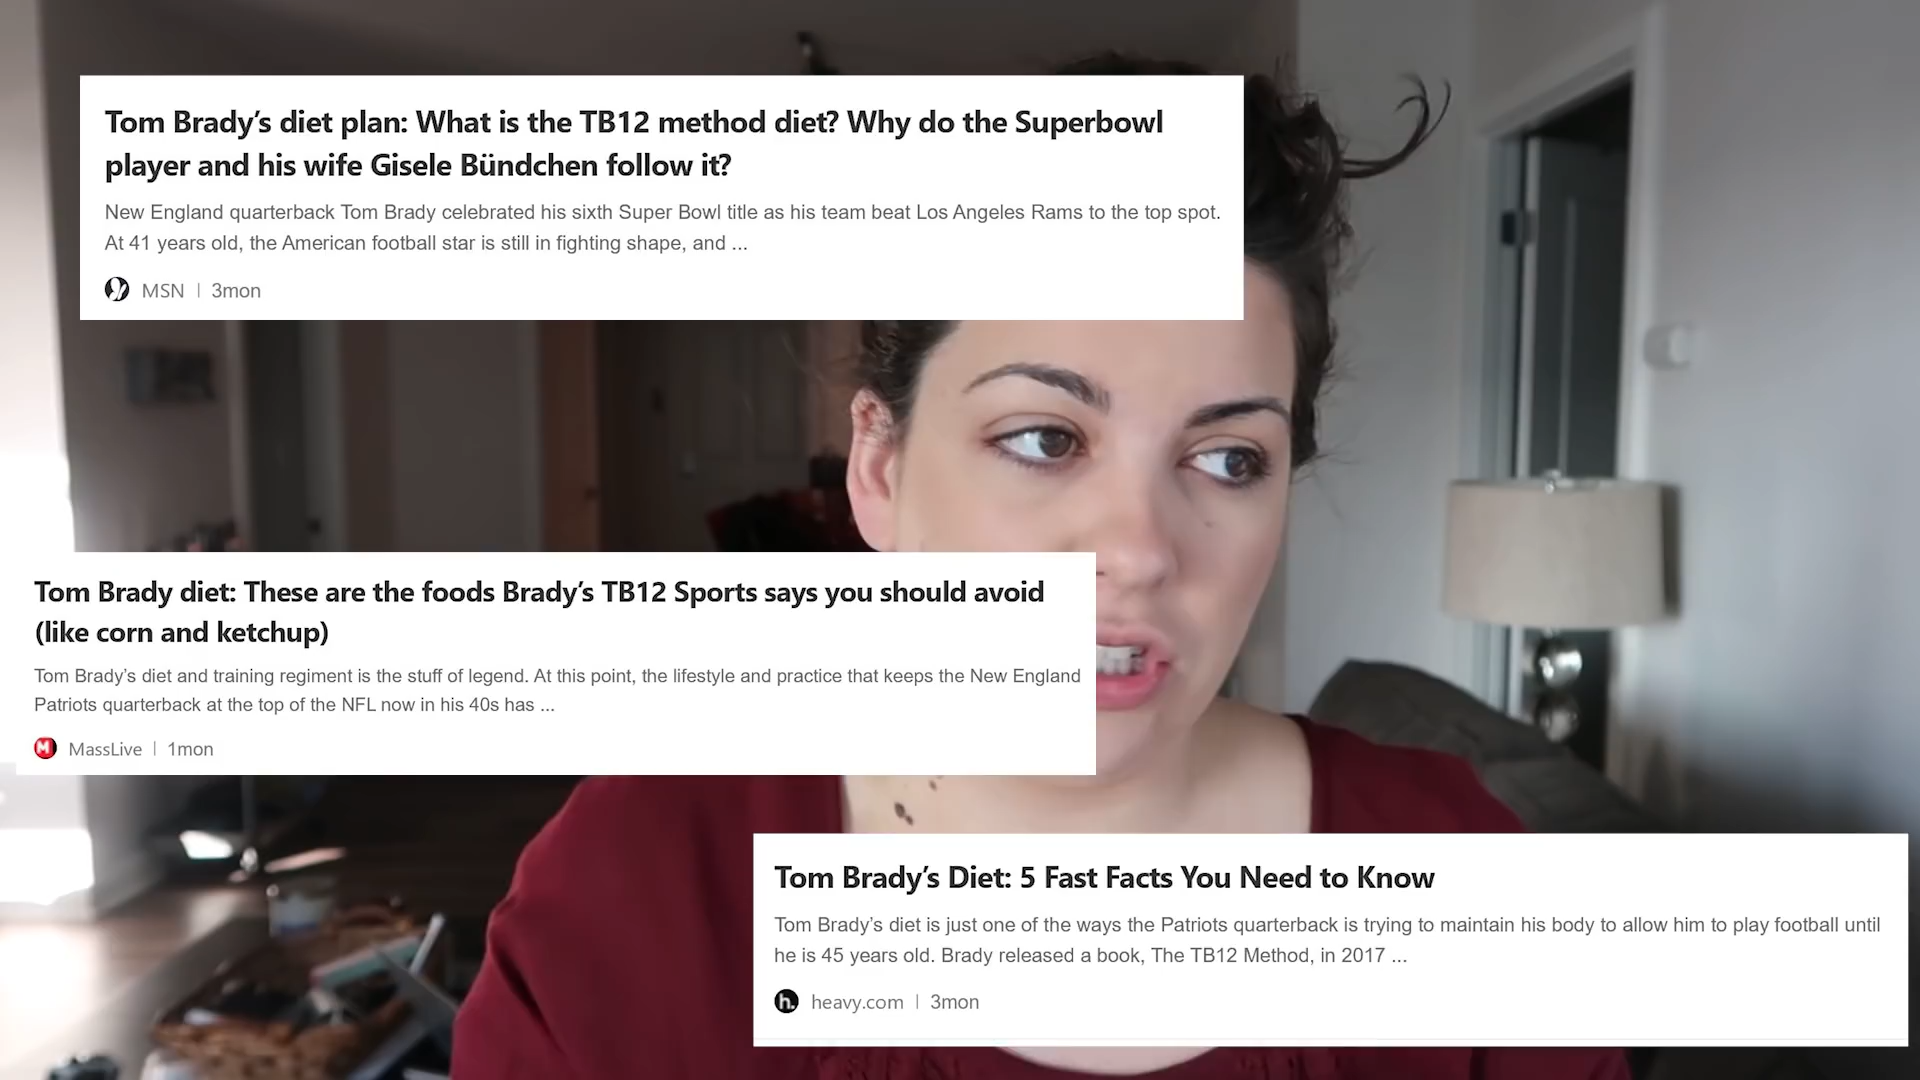 Tom Brady's diet plan: What is the TB12 method diet? Why do the Superbowl
player and his wife Gisele Bündchen follow it?
New England quarterback Tom Brady celebrated his sixth Super Bowl title as his team beat Los Angeles Rams to the top spot.
At 41 years old, the American football star is still in fighting shape, and ...
MSN | 3mon
Tom Brady diet: These are the foods Brady's TB12 Sports says you should avoid
(like corn and ketchup)
Tom Brady's diet and training regiment is the stuff of legend. At this point, the lifestyle and practice that keeps the New England
Patriots quarterback at the top of the NFL now in his 40s has ...
M MassLive | 1mon
Tom Brady's Diet: 5 Fast Facts You Need to Know
Tom Brady's diet is just one of the ways the Patriots quarterback is trying to maintain his body to allow him to play football until
he is 45 years old. Brady released a book, The TB12 Method, in 2017 ...
h. heavy.com | 3mon